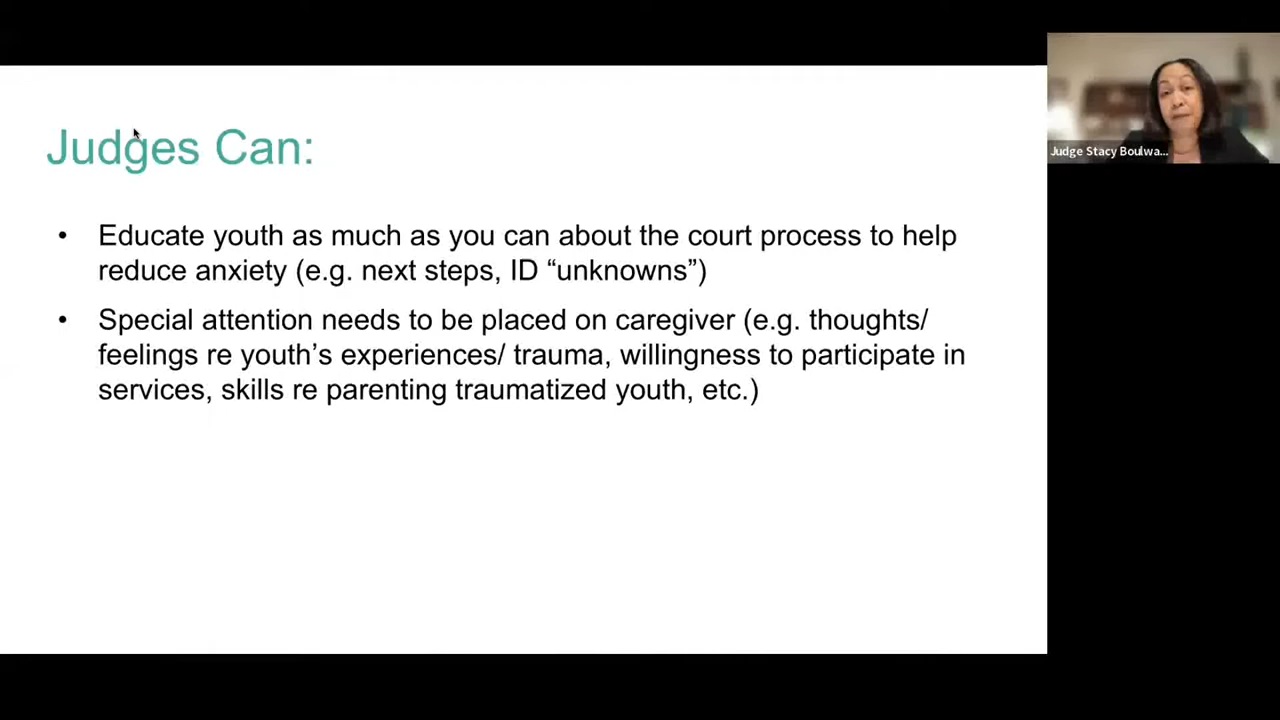 Judges Can:
• Educate youth as much as you can about the court process to help
reduce anxiety (e.g. next steps, ID “unknowns”)
• Special attention needs to be placed on caregiver (e.g. thoughts/
feelings re youth’s experiences/ trauma, willingness to participate in
services, skills re parenting traumatized youth, etc.)
Judge Stacy Boulwa...